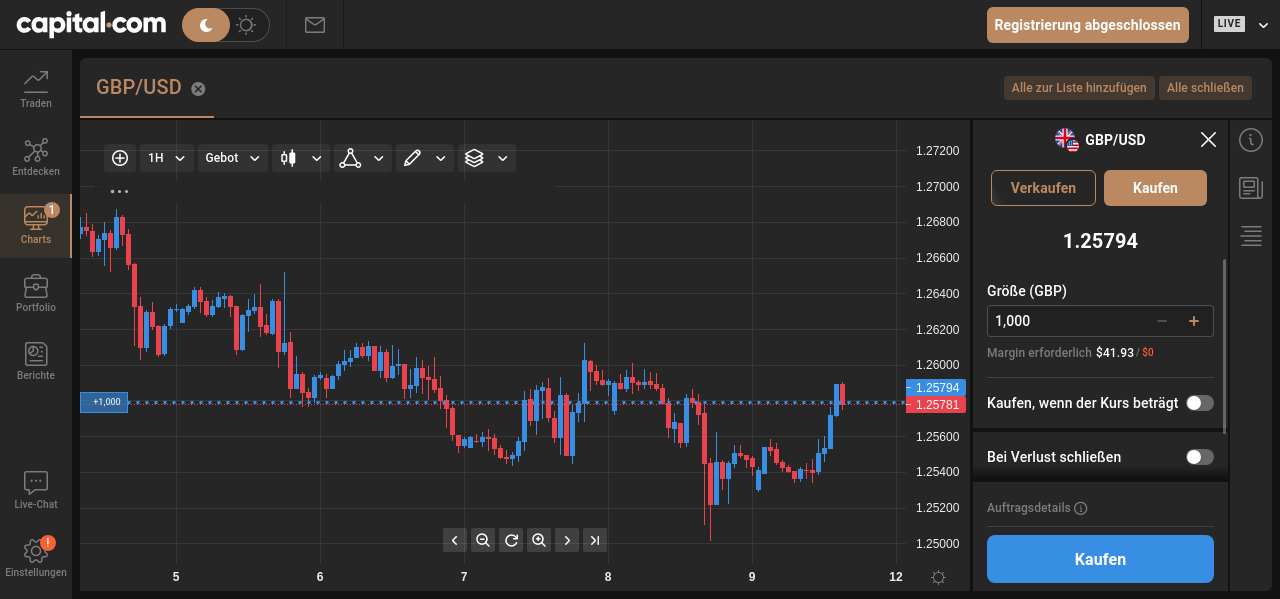 capital.com
Registrierung abgeschlossen
LIVE
Traden
Entdecken
1
Charts
Portfolio
Berichte
Live-Chat
!
Einstellungen
GBP/USD
Alle zur Liste hinzufügen
Alle schließen
1H
Gebot
...
1.27200
1.27000
1.26800
1.26600
1.26400
1.26200
1.26000
1.25794
1.25781
1.25600
1.25400
1.25200
1.25000
+1,000
5
6
7
8
9
12
GBP/USD
Verkaufen
Kaufen
1.25794
Größe (GBP)
1,000
Margin erforderlich $41.93 / $0
Kaufen, wenn der Kurs beträgt
Bei Verlust schließen
Auftragsdetails
Kaufen